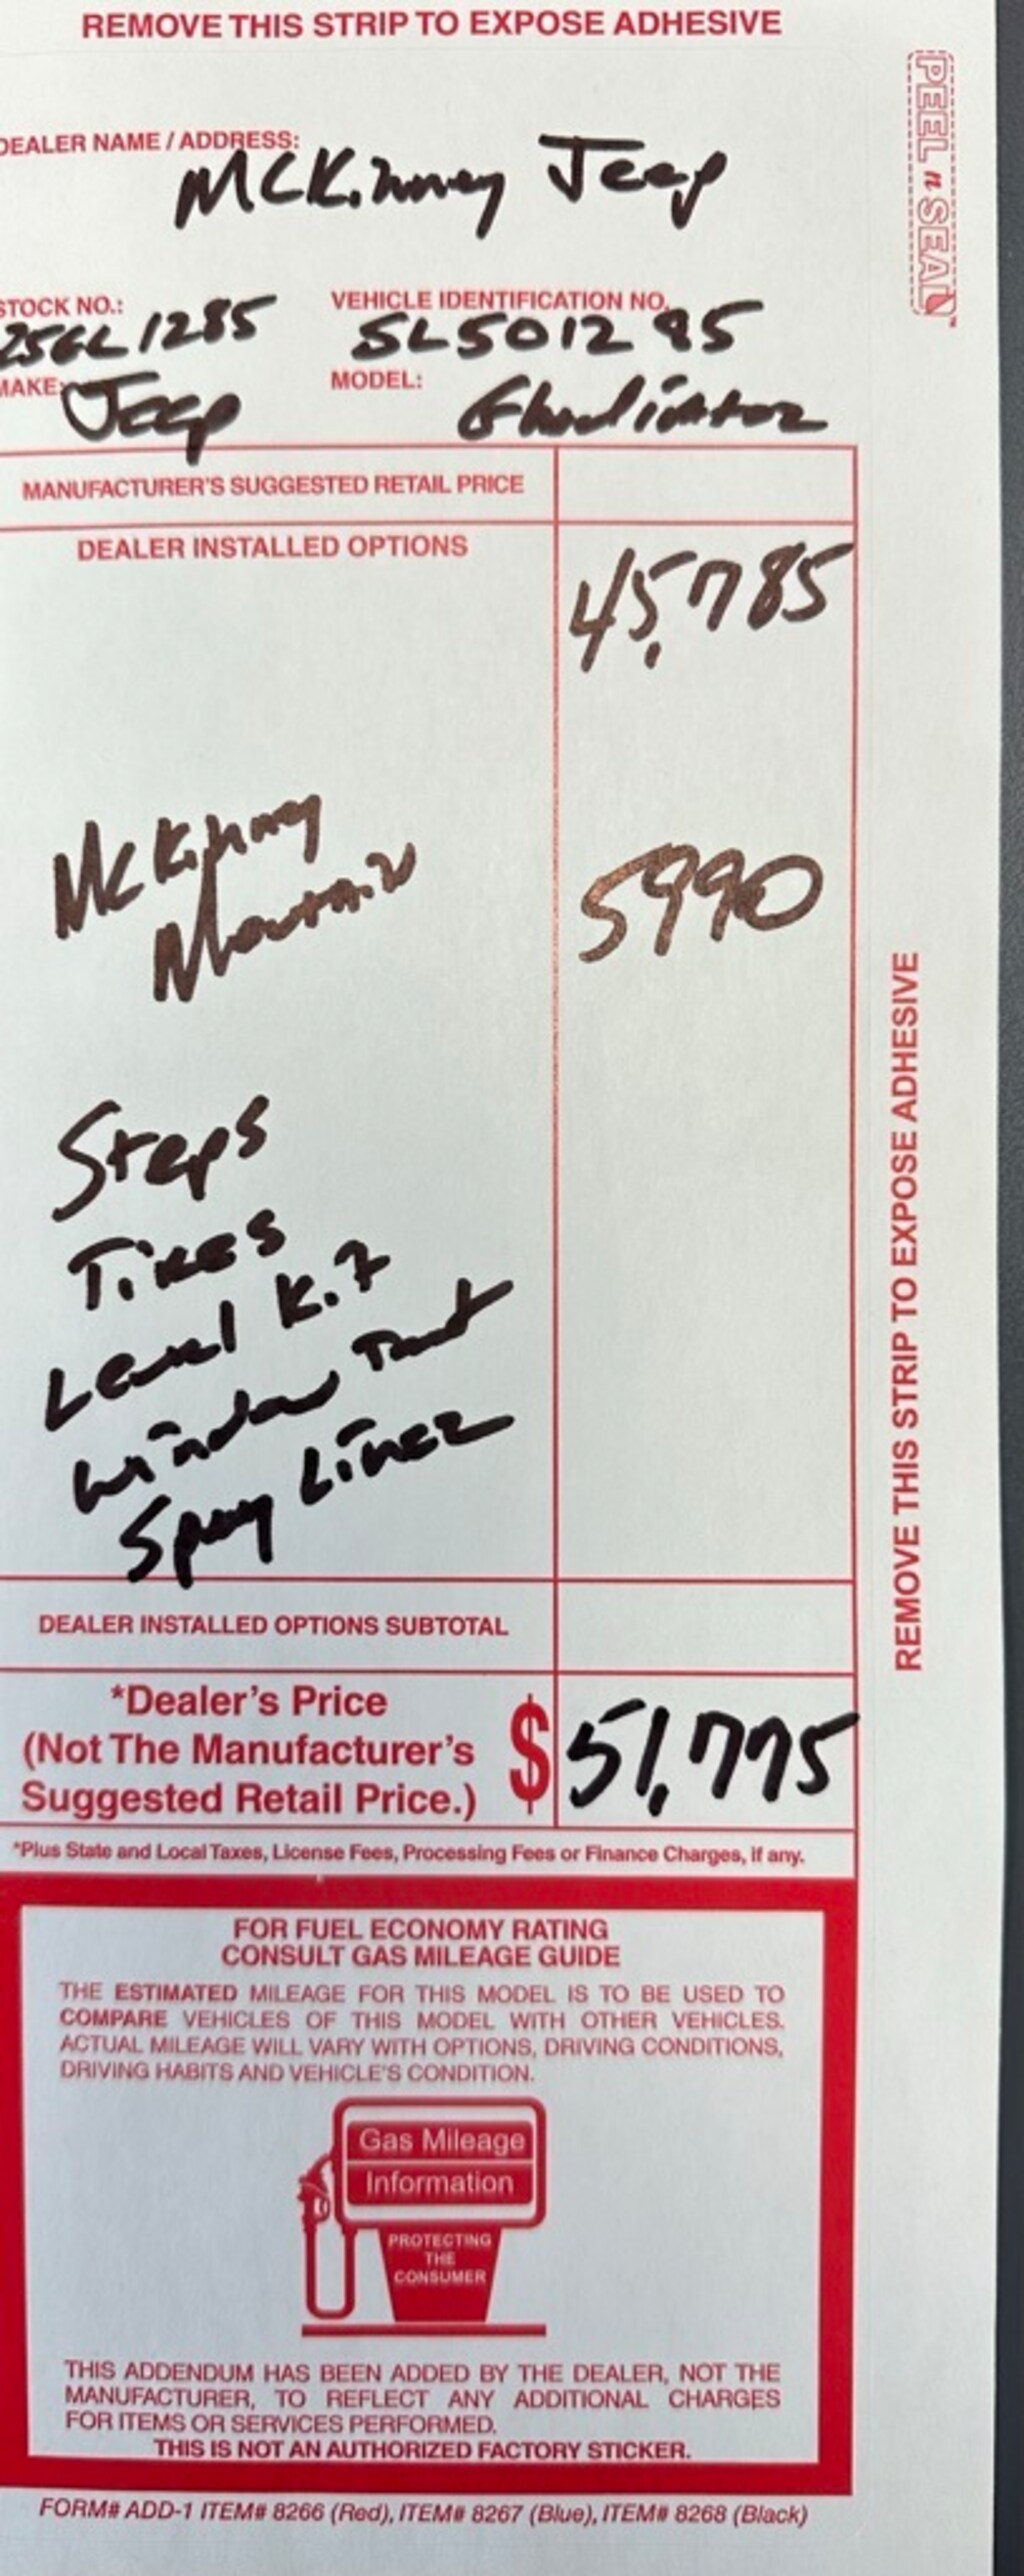 REMOVE THIS STRIP TO EXPOSE ADHESIVE
PEEL n SEAL™
DEALER NAME / ADDRESS:
McKinney Jeep
STOCK NO.:
25GL1285
VEHICLE IDENTIFICATION NO.
SL501285
MAKE:
Jeep
MODEL:
Gladiator
MANUFACTURER'S SUGGESTED RETAIL PRICE
DEALER INSTALLED OPTIONS
45,785
McKinney
Mountain
5990
Steps
Tires
Level Kit
Window Tint
Spray Liner
REMOVE THIS STRIP TO EXPOSE ADHESIVE
DEALER INSTALLED OPTIONS SUBTOTAL
*Dealer's Price
(Not The Manufacturer's
Suggested Retail Price.)
$ 51,775
*Plus State and Local Taxes, License Fees, Processing Fees or Finance Charges, if any.
FOR FUEL ECONOMY RATING
CONSULT GAS MILEAGE GUIDE
THE ESTIMATED MILEAGE FOR THIS MODEL IS TO BE USED TO
COMPARE VEHICLES OF THIS MODEL WITH OTHER VEHICLES.
ACTUAL MILEAGE WILL VARY WITH OPTIONS, DRIVING CONDITIONS,
DRIVING HABITS AND VEHICLE'S CONDITION.
Gas Mileage
Information
PROTECTING
THE
CONSUMER
THIS ADDENDUM HAS BEEN ADDED BY THE DEALER, NOT THE
MANUFACTURER, TO REFLECT ANY ADDITIONAL CHARGES
FOR ITEMS OR SERVICES PERFORMED.
THIS IS NOT AN AUTHORIZED FACTORY STICKER.
FORM# ADD-1 ITEM# 8266 (Red), ITEM# 8267 (Blue), ITEM# 8268 (Black)